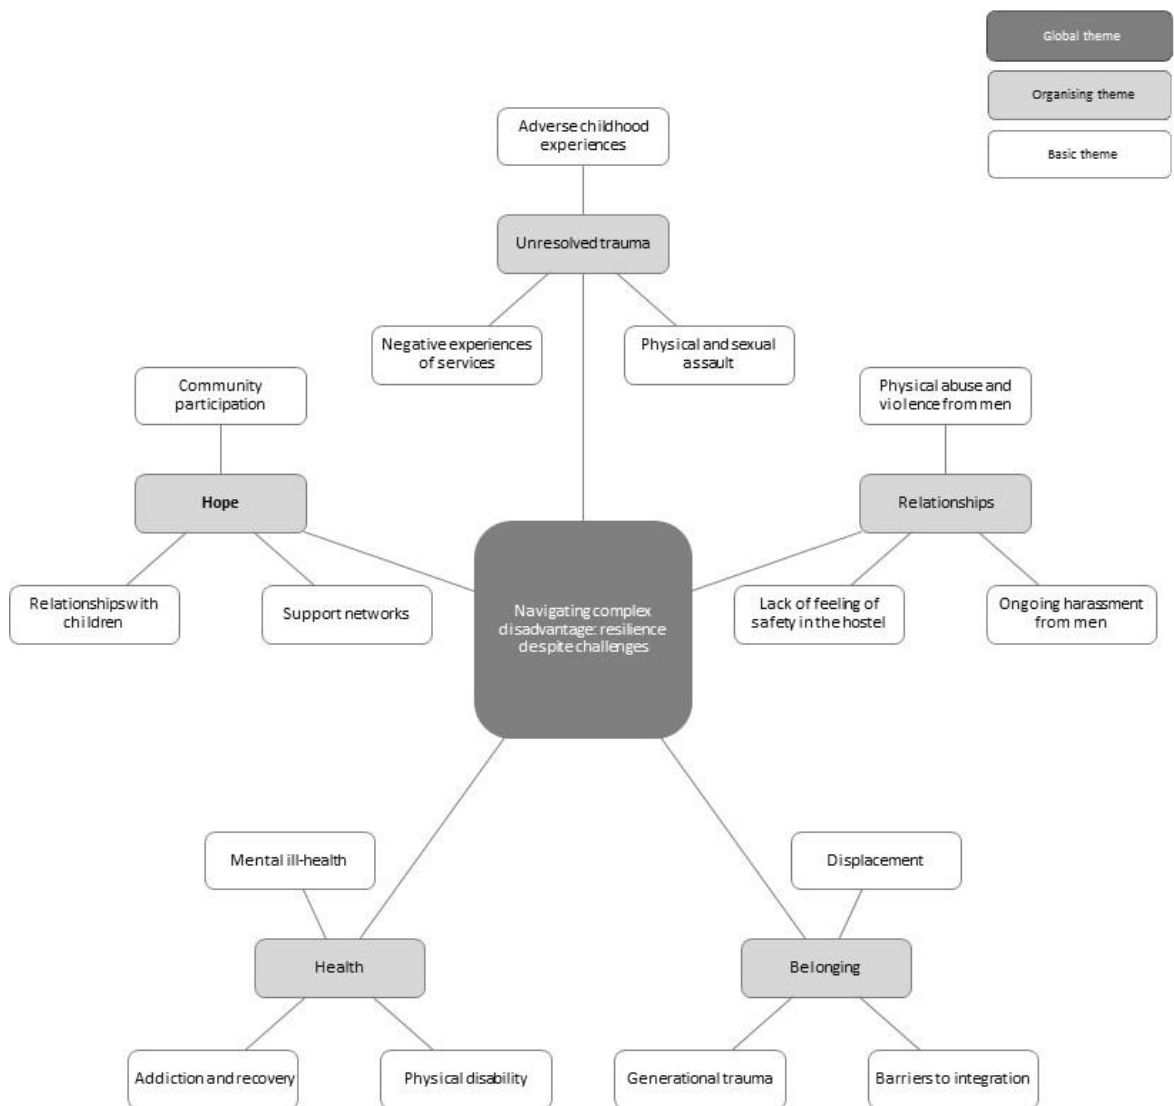 Global theme
Organising theme
Basic theme
Adverse childhood
experiences
Unresolved trauma
Negative experiences
of services
Physical and sexual
assault
Community
participation
Physical abuse and
violence from men
Hope
Relationships
Relationships with
children
Support networks
Navigating complex
disadvantage: resilience
despite challenges
Lack of feeling of
safety in the hostel
Ongoing harassment
from men
Mental ill-health
Displacement
Health
Belonging
Addiction and recovery
Physical disability
Generational trauma
Barriers to integration